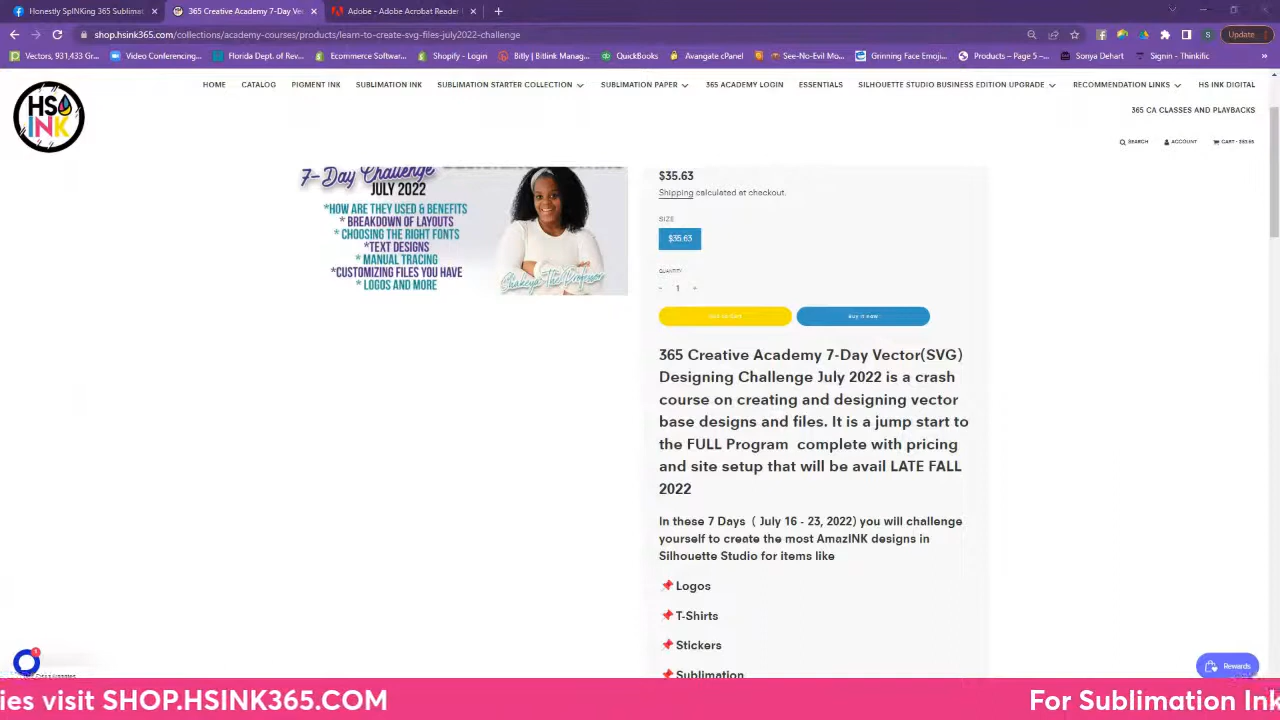 Honestly SpINKing 365 Sublimat
365 Creative Academy 7-Day Ve
Adobe - Adobe Acrobat Reader
shop.hsink365.com/collections/academy-courses/products/learn-to-create-svg-files-july2022-challenge
Update
Vectors, 931,433 Gr...
Video Conferencing...
Florida Dept. of Rev...
Ecommerce Softwar...
Shopify - Login
Bitly | Bitlink Manag...
QuickBooks
Avangate cPanel
See-No-Evil Mo...
Grinning Face Emoji...
Products – Page 5 –...
Sonya Dehart
Signin - Thinkific
HS INK
HOME
CATALOG
PIGMENT INK
SUBLIMATION INK
SUBLIMATION STARTER COLLECTION
SUBLIMATION PAPER
365 ACADEMY LOGIN
ESSENTIALS
SILHOUETTE STUDIO BUSINESS EDITION UPGRADE
RECOMMENDATION LINKS
HS INK DIGITAL
365 CA CLASSES AND PLAYBACKS
SEARCH
ACCOUNT
7-Day Challenge
JULY 2022
*HOW ARE THEY USED & BENEFITS
* BREAKDOWN OF LAYOUTS
* CHOOSING THE RIGHT FONTS
*TEXT DESIGNS
* MANUAL TRACING
*CUSTOMIZING FILES YOU HAVE
* LOGOS AND MORE
Shakeya The Professor
$35.63
Shipping calculated at checkout.
SIZE
$35.63
QUANTITY
- 1 +
Add to Cart
Buy it now
365 Creative Academy 7-Day Vector(SVG)
Designing Challenge July 2022 is a crash
course on creating and designing vector
base designs and files. It is a jump start to
the FULL Program complete with pricing
and site setup that will be avail LATE FALL
2022
In these 7 Days ( July 16 - 23, 2022) you will challenge
yourself to create the most AmazINK designs in
Silhouette Studio for items like
📌 Logos
📌 T-Shirts
📌 Stickers
📌 Sublimation
Rewards
ies visit SHOP.HSINK365.COM
For Sublimation Ink